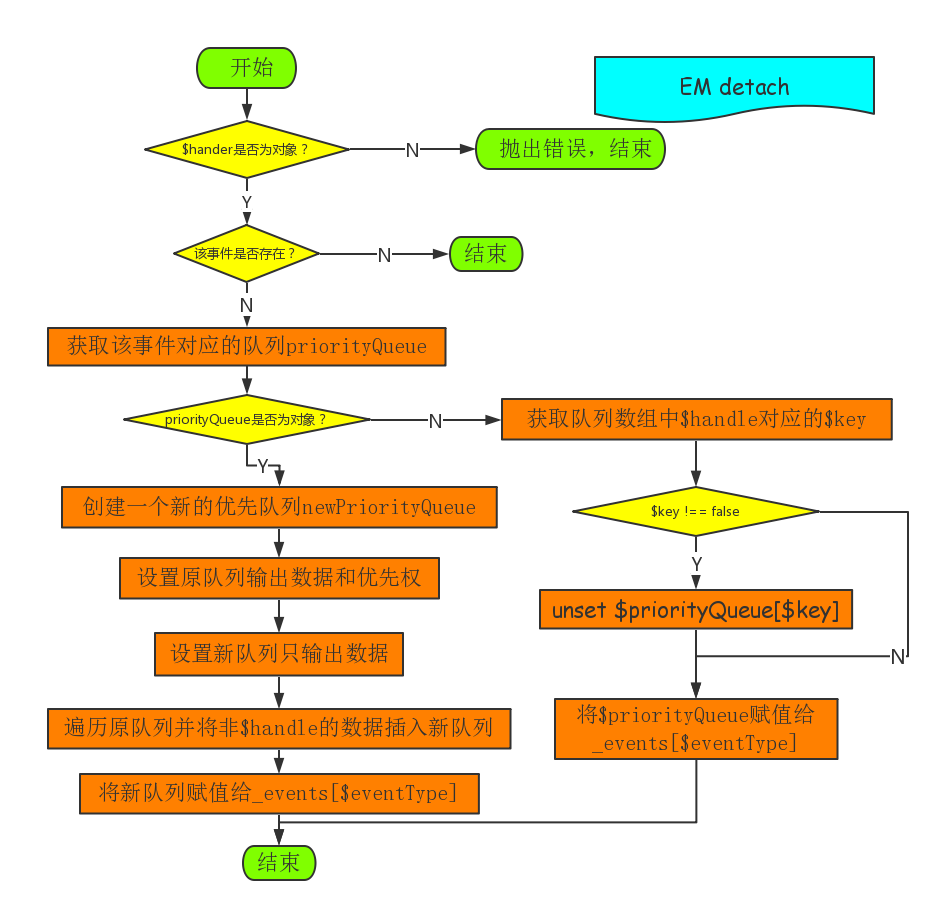 开始
EM detach
$hander是否为对象？
N
抛出错误，结束
Y
该事件是否存在？
N
结束
N
获取该事件对应的队列priorityQueue
priorityQueue是否为对象？
N
获取队列数组中$handle对应的$key
Y
创建一个新的优先队列newPriorityQueue
$key !== false
设置原队列输出数据和优先权
Y
unset $priorityQueue[$key]
设置新队列只输出数据
N
遍历原队列并将非$handle的数据插入新队列
将$priorityQueue赋值给
_events[$eventType]
将新队列赋值给_events[$eventType]
结束